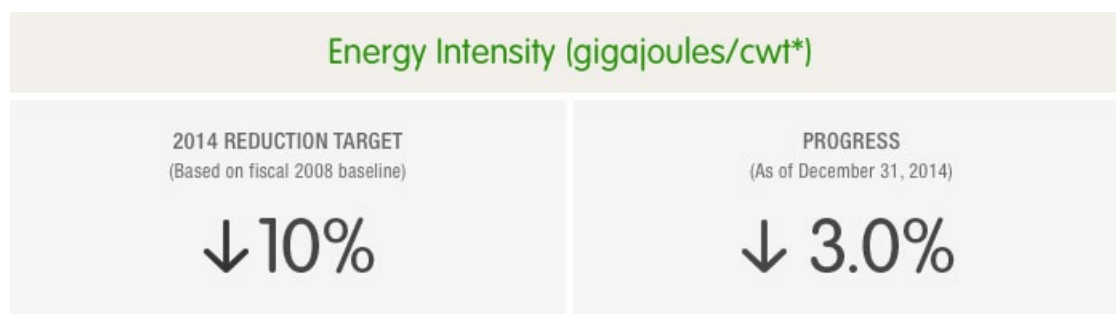 Energy Intensity (gigajoules/cwt*)
2014 REDUCTION TARGET
(Based on fiscal 2008 baseline)
↓10%
PROGRESS
(As of December 31, 2014)
↓ 3.0%